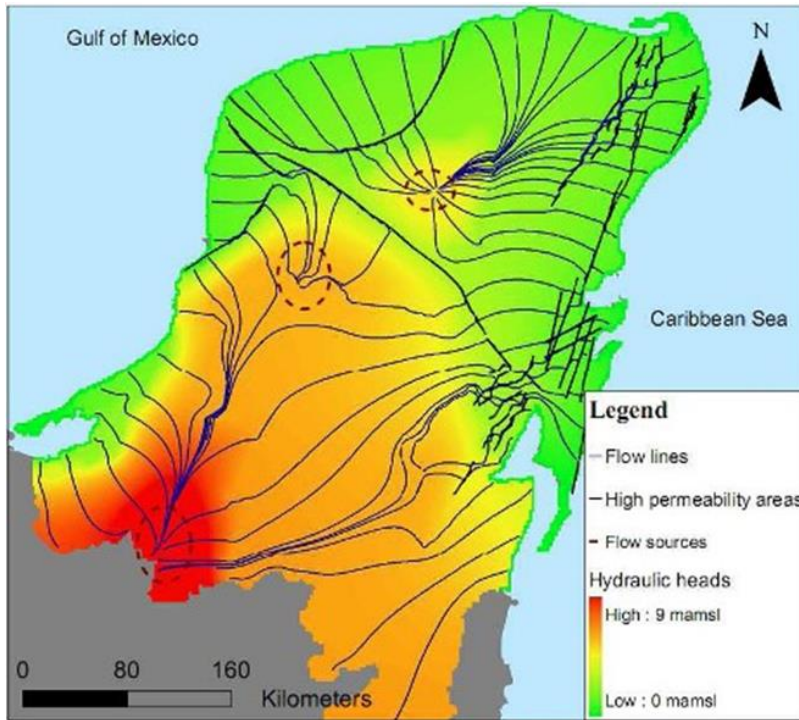 Gulf of Mexico
N
Caribbean Sea
Legend
Flow lines
High permeability areas
Flow sources
Hydraulic heads
High : 9 mamsl
Low : 0 mamsl
0 80 160
Kilometers